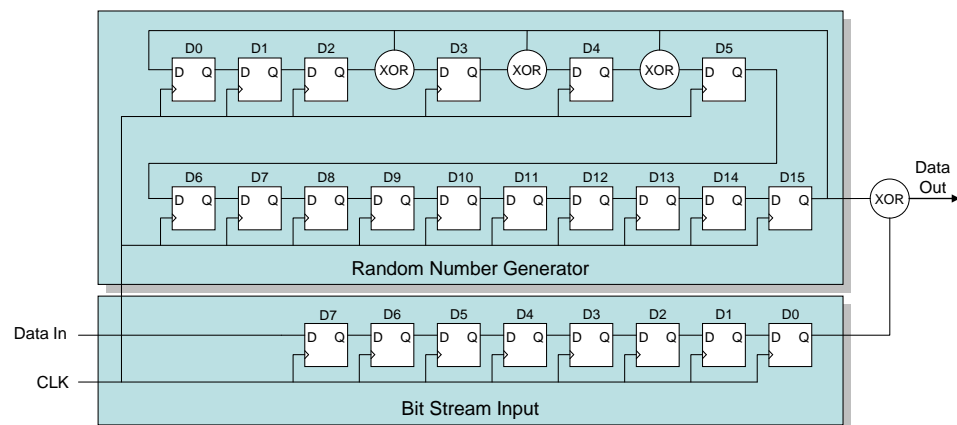 D0 D1 D2 D3 D4 D5
D Q D Q D Q XOR D Q XOR D Q XOR D Q
D6 D7 D8 D9 D10 D11 D12 D13 D14 D15
D Q D Q D Q D Q D Q D Q D Q D Q D Q D Q XOR Data Out
Random Number Generator
D7 D6 D5 D4 D3 D2 D1 D0
Data In D Q D Q D Q D Q D Q D Q D Q D Q
CLK
Bit Stream Input